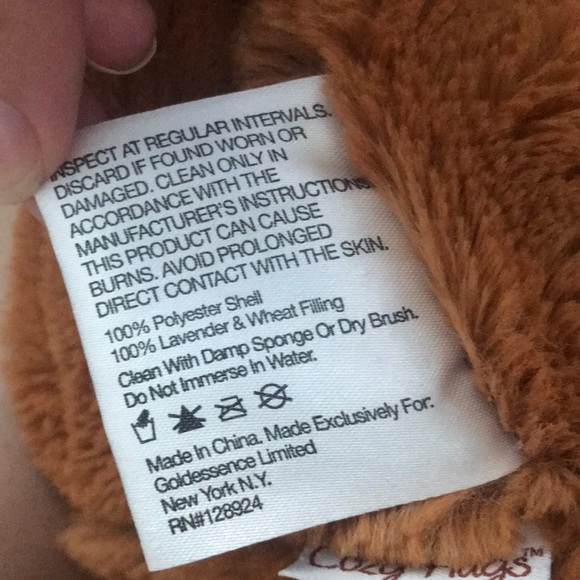 INSPECT AT REGULAR INTERVALS.
DISCARD IF FOUND WORN OR
DAMAGED. CLEAN ONLY IN
ACCORDANCE WITH THE
MANUFACTURER'S INSTRUCTIONS
THIS PRODUCT CAN CAUSE
BURNS. AVOID PROLONGED
DIRECT CONTACT WITH THE SKIN.
100% Polyester Shell
100% Lavender & Wheat Filling
Clean With Damp Sponge Or Dry Brush.
Do Not Immerse In Water.
Made In China. Made Exclusively For:
Goldessence Limited
New York N.Y.
RN#128924
Cozy Hugs™